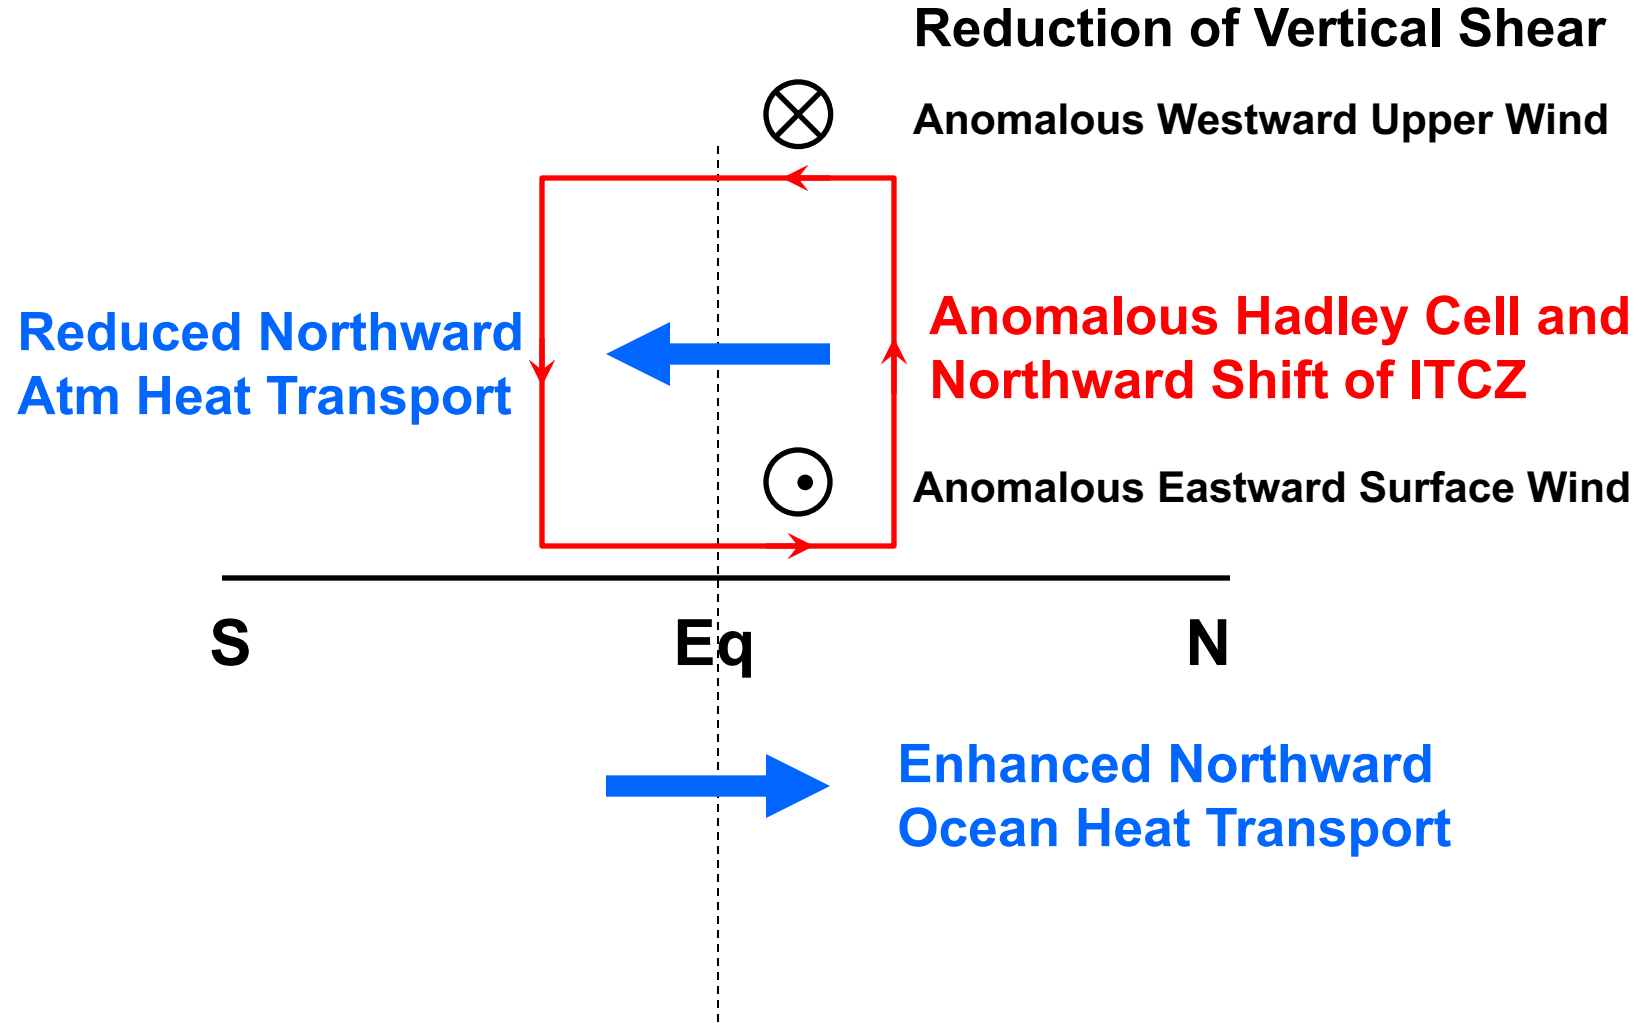 Reduction of Vertical Shear
Anomalous Westward Upper Wind
Reduced Northward
Atm Heat Transport
Anomalous Hadley Cell and
Northward Shift of ITCZ
Anomalous Eastward Surface Wind
S Eq N
Enhanced Northward
Ocean Heat Transport